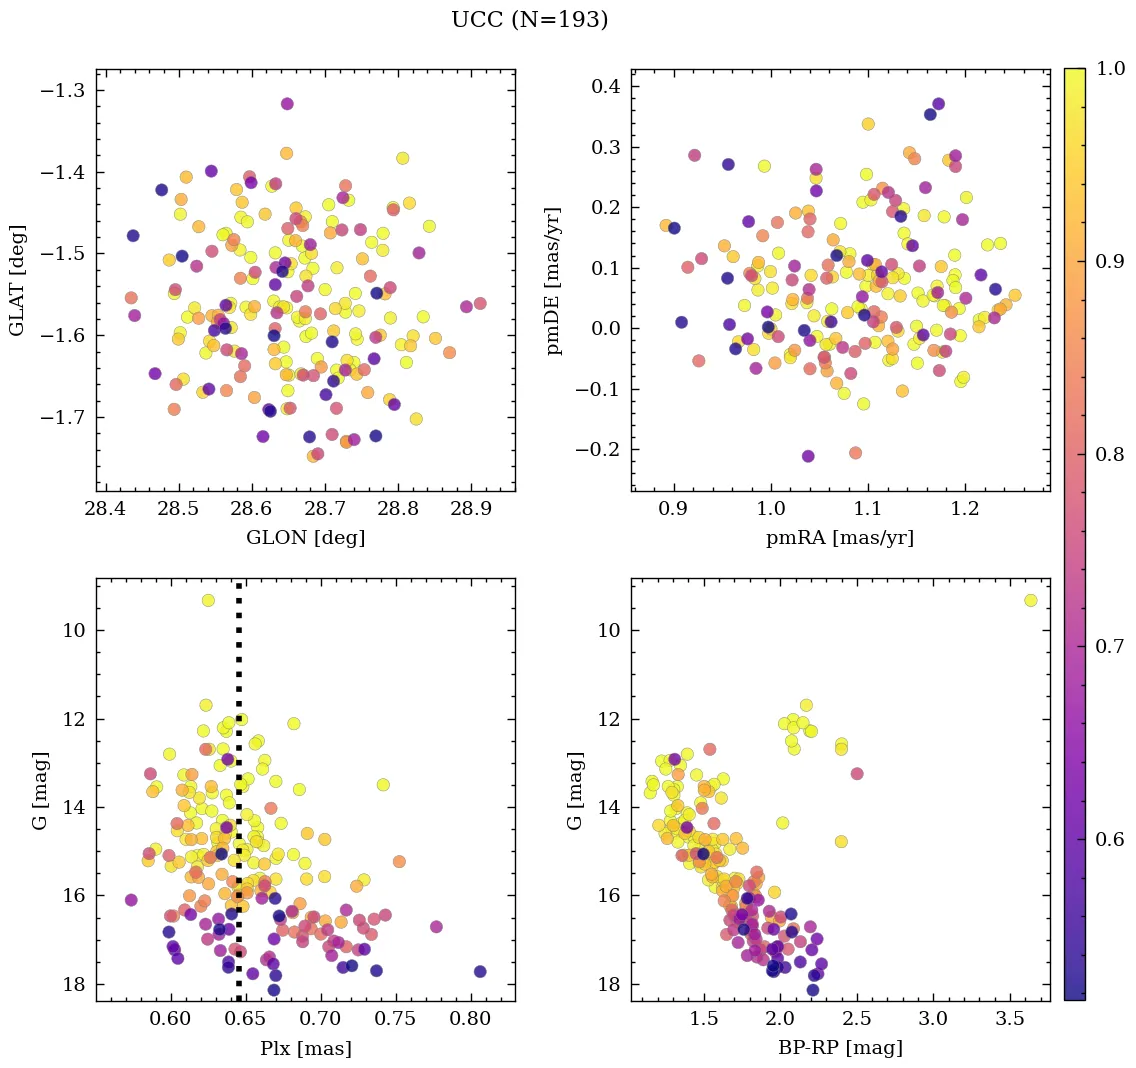 UCC (N=193)
−1.3
−1.4
−1.5
−1.6
−1.7
GLAT [deg]
28.4 28.5 28.6 28.7 28.8 28.9
GLON [deg]
0.4
0.3
0.2
0.1
0.0
−0.1
−0.2
pmDE [mas/yr]
0.9 1.0 1.1 1.2
pmRA [mas/yr]
10
12
14
16
18
G [mag]
0.60 0.65 0.70 0.75 0.80
Plx [mas]
10
12
14
16
18
G [mag]
1.5 2.0 2.5 3.0 3.5
BP-RP [mag]
1.0
0.9
0.8
0.7
0.6